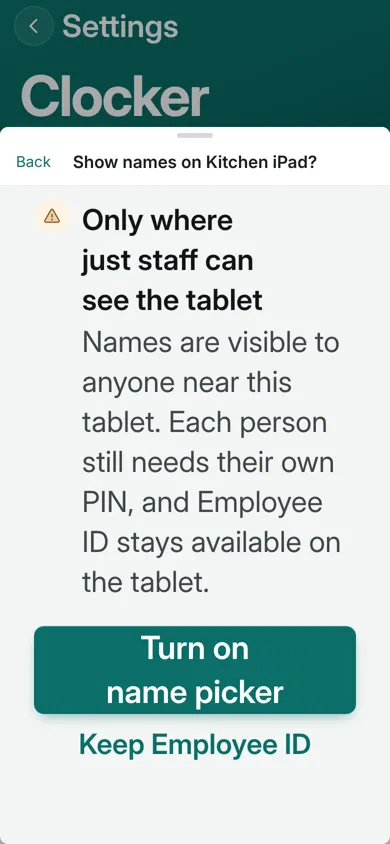 Settings
Clocker
Back
Show names on Kitchen iPad?
Only where
just staff can
see the tablet
Names are visible to
anyone near this
tablet. Each person
still needs their own
PIN, and Employee
ID stays available on
the tablet.
Turn on
name picker
Keep Employee ID